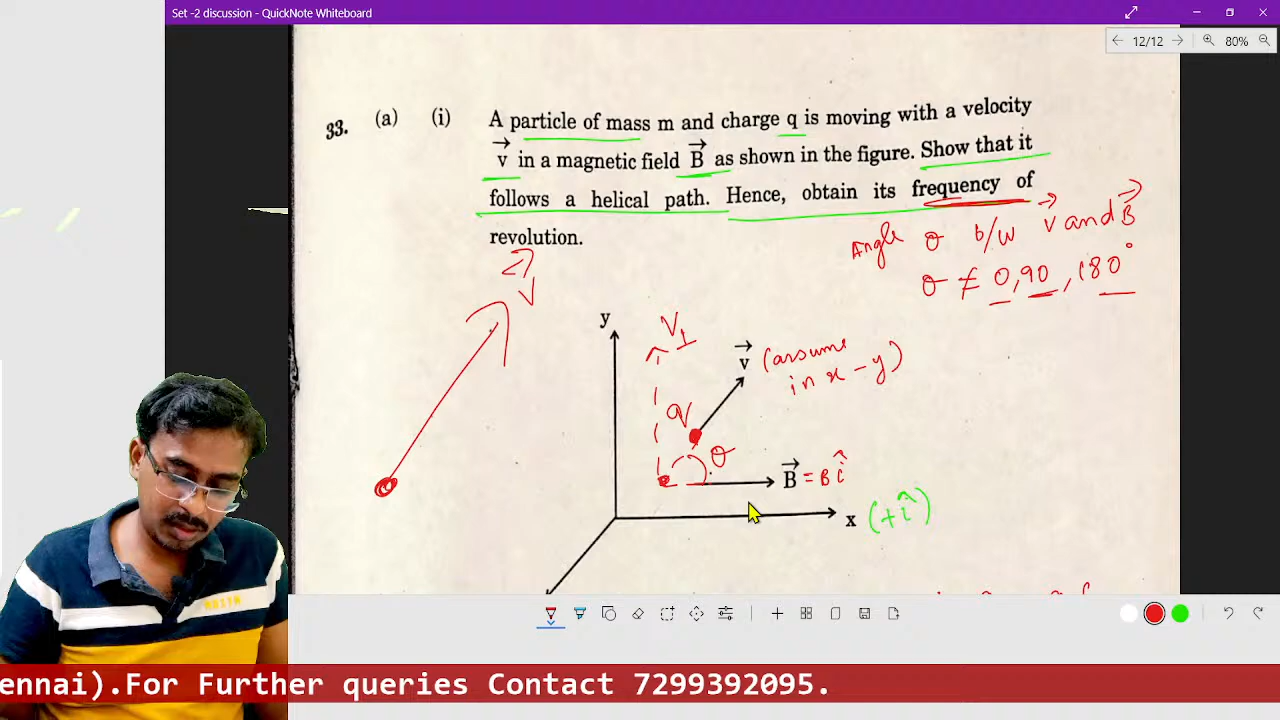 Set -2 discussion - QuickNote Whiteboard
12/12
80%
33. (a) (i) A particle of mass m and charge q is moving with a velocity
v in a magnetic field B as shown in the figure. Show that it
follows a helical path. Hence, obtain its frequency of
revolution.
Angle θ b/w v and B
θ ≠ 0, 90, 180°
v
y
V⊥
v (assume
in x - y)
q
θ
B = B î
x (+î)
ennai).For Further queries Contact 7299392095.